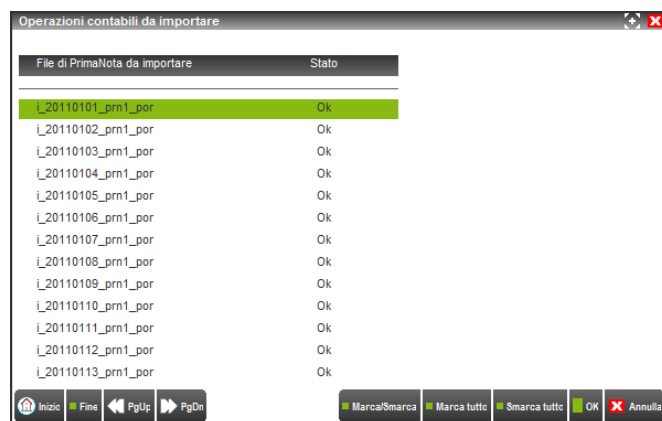 Operazioni contabili da importare
File di PrimaNota da importare Stato
i_20110101_prn1_por Ok
i_20110102_prn1_por Ok
i_20110103_prn1_por Ok
i_20110104_prn1_por Ok
i_20110105_prn1_por Ok
i_20110106_prn1_por Ok
i_20110107_prn1_por Ok
i_20110108_prn1_por Ok
i_20110109_prn1_por Ok
i_20110110_prn1_por Ok
i_20110111_prn1_por Ok
i_20110112_prn1_por Ok
i_20110113_prn1_por Ok
Inizio Fine PgUp PgDn Marca/Smarca Marca tutto Smarca tutto OK Annulla